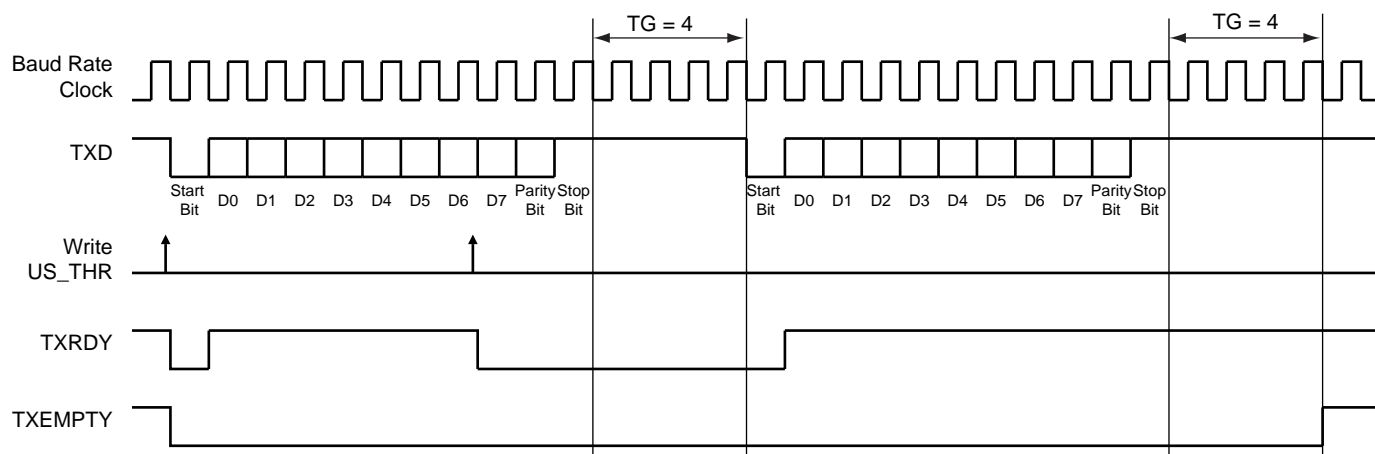 TG = 4
TG = 4
Baud Rate
Clock
TXD
Start
Bit
D0
D1
D2
D3
D4
D5
D6
D7
Parity
Bit
Stop
Bit
Start
Bit
D0
D1
D2
D3
D4
D5
D6
D7
Parity
Bit
Stop
Bit
Write
US_THR
TXRDY
TXEMPTY